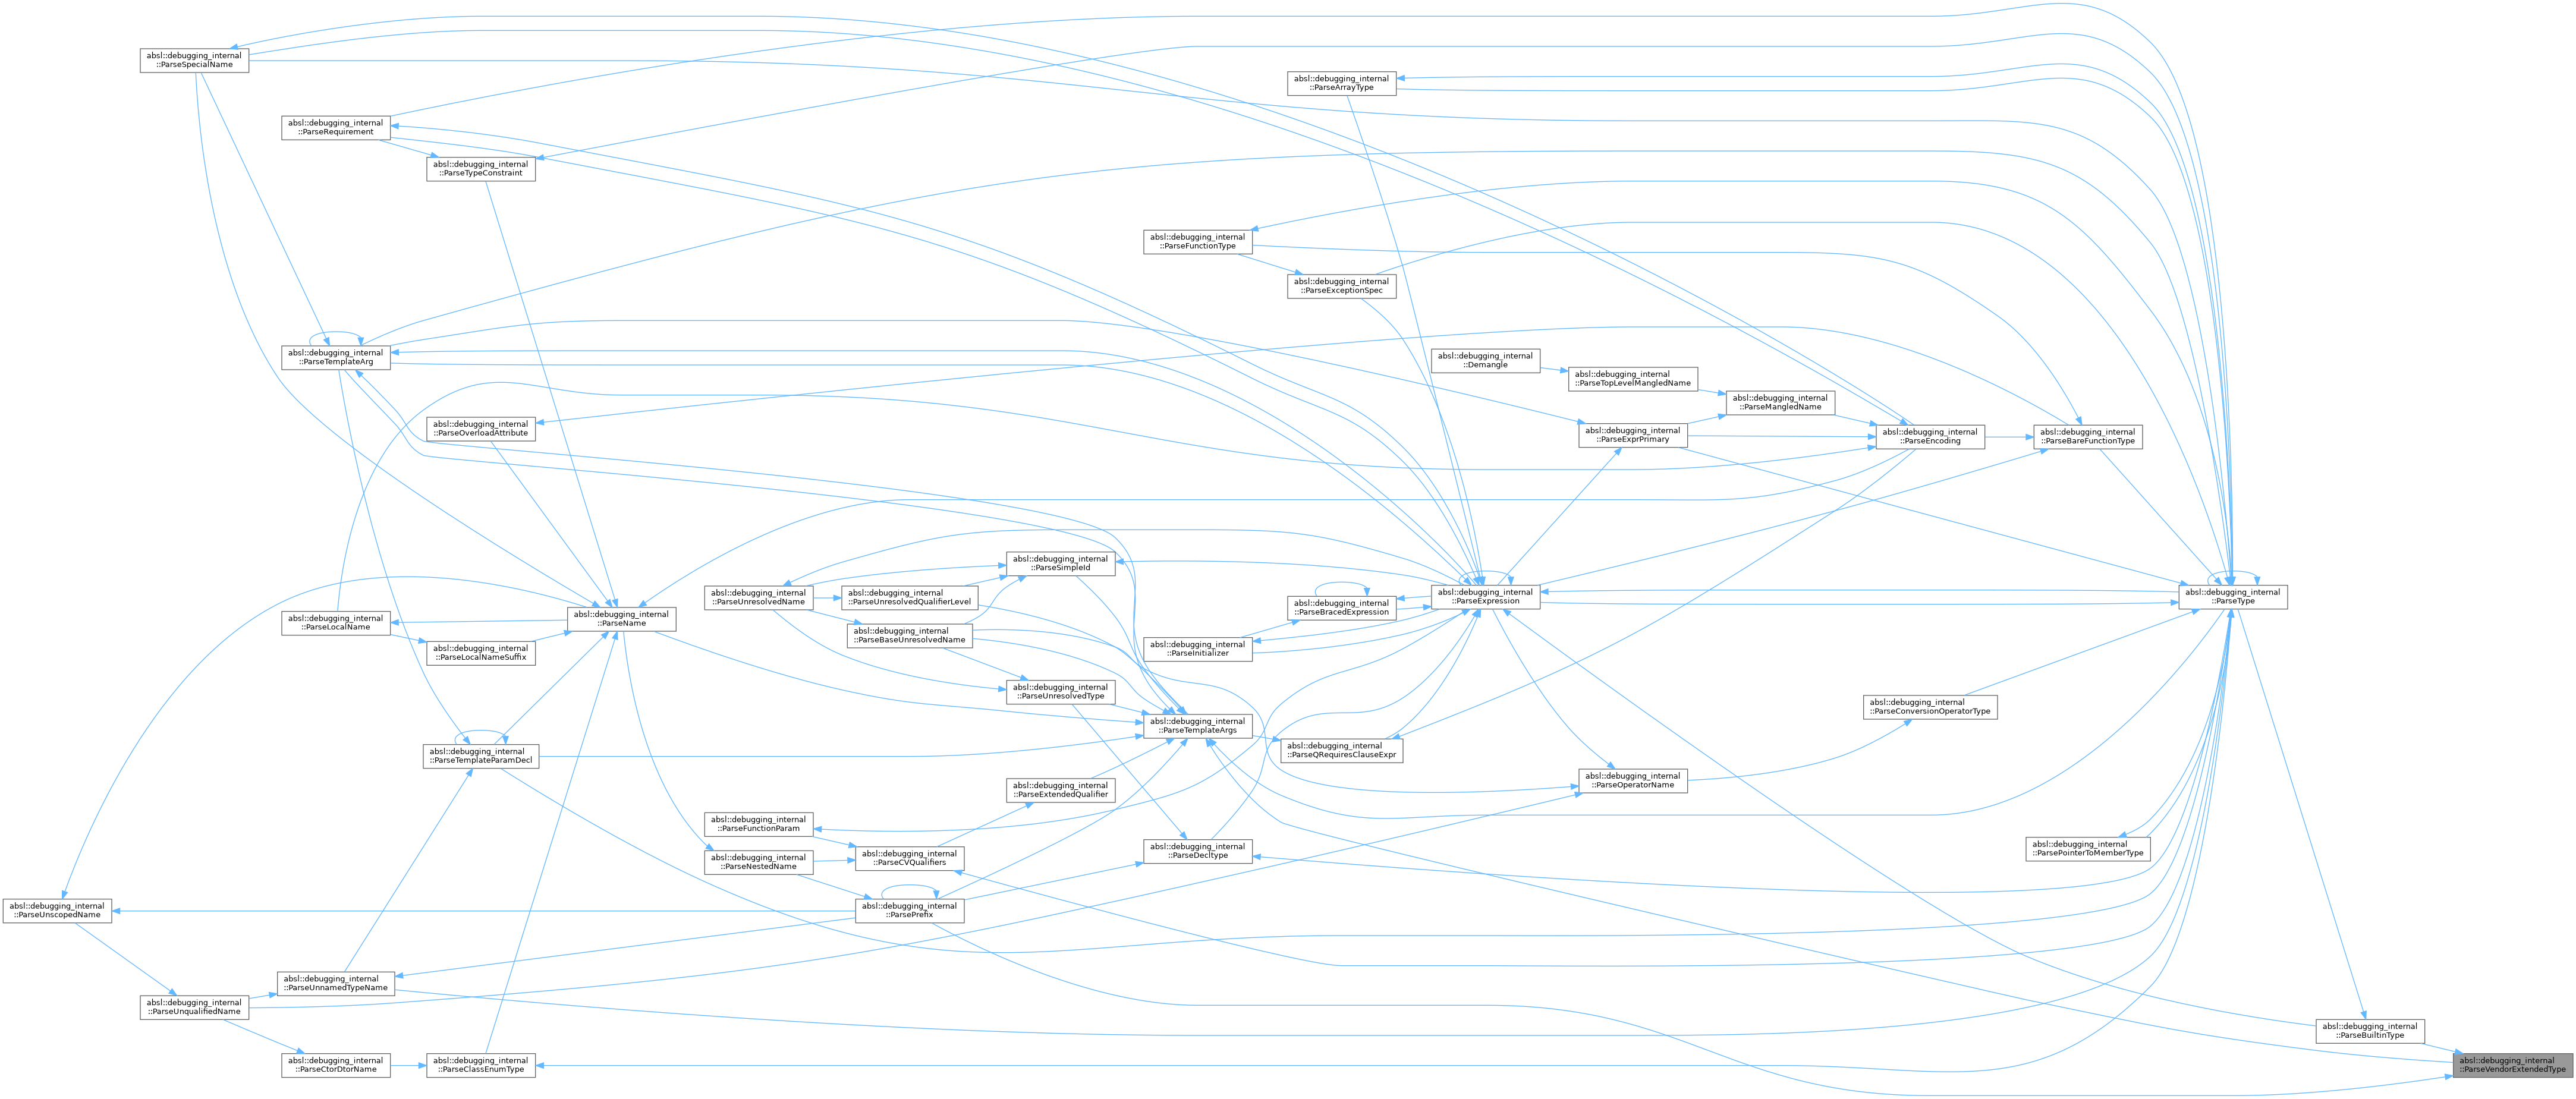 absl::debugging_internal
::ParseSpecialName
absl::debugging_internal
::ParseArrayType
absl::debugging_internal
::ParseRequirement
absl::debugging_internal
::ParseTypeConstraint
absl::debugging_internal
::ParseFunctionType
absl::debugging_internal
::ParseExceptionSpec
absl::debugging_internal
::ParseTemplateArg
absl::debugging_internal
::Demangle
absl::debugging_internal
::ParseTopLevelMangledName
absl::debugging_internal
::ParseMangledName
absl::debugging_internal
::ParseOverloadAttribute
absl::debugging_internal
::ParseExprPrimary
absl::debugging_internal
::ParseEncoding
absl::debugging_internal
::ParseBareFunctionType
absl::debugging_internal
::ParseSimpleId
absl::debugging_internal
::ParseUnresolvedName
absl::debugging_internal
::ParseUnresolvedQualifierLevel
absl::debugging_internal
::ParseExpression
absl::debugging_internal
::ParseType
absl::debugging_internal
::ParseBracedExpression
absl::debugging_internal
::ParseLocalName
absl::debugging_internal
::ParseName
absl::debugging_internal
::ParseBaseUnresolvedName
absl::debugging_internal
::ParseInitializer
absl::debugging_internal
::ParseLocalNameSuffix
absl::debugging_internal
::ParseUnresolvedType
absl::debugging_internal
::ParseConversionOperatorType
absl::debugging_internal
::ParseTemplateArgs
absl::debugging_internal
::ParseTemplateParamDecl
absl::debugging_internal
::ParseQRequiresClauseExpr
absl::debugging_internal
::ParseOperatorName
absl::debugging_internal
::ParseExtendedQualifier
absl::debugging_internal
::ParseFunctionParam
absl::debugging_internal
::ParseDecltype
absl::debugging_internal
::ParsePointerToMemberType
absl::debugging_internal
::ParseCVQualifiers
absl::debugging_internal
::ParseNestedName
absl::debugging_internal
::ParseUnscopedName
absl::debugging_internal
::ParsePrefix
absl::debugging_internal
::ParseUnnamedTypeName
absl::debugging_internal
::ParseUnqualifiedName
absl::debugging_internal
::ParseBuiltinType
absl::debugging_internal
::ParseCtorDtorName
absl::debugging_internal
::ParseClassEnumType
absl::debugging_internal
::ParseVendorExtendedType